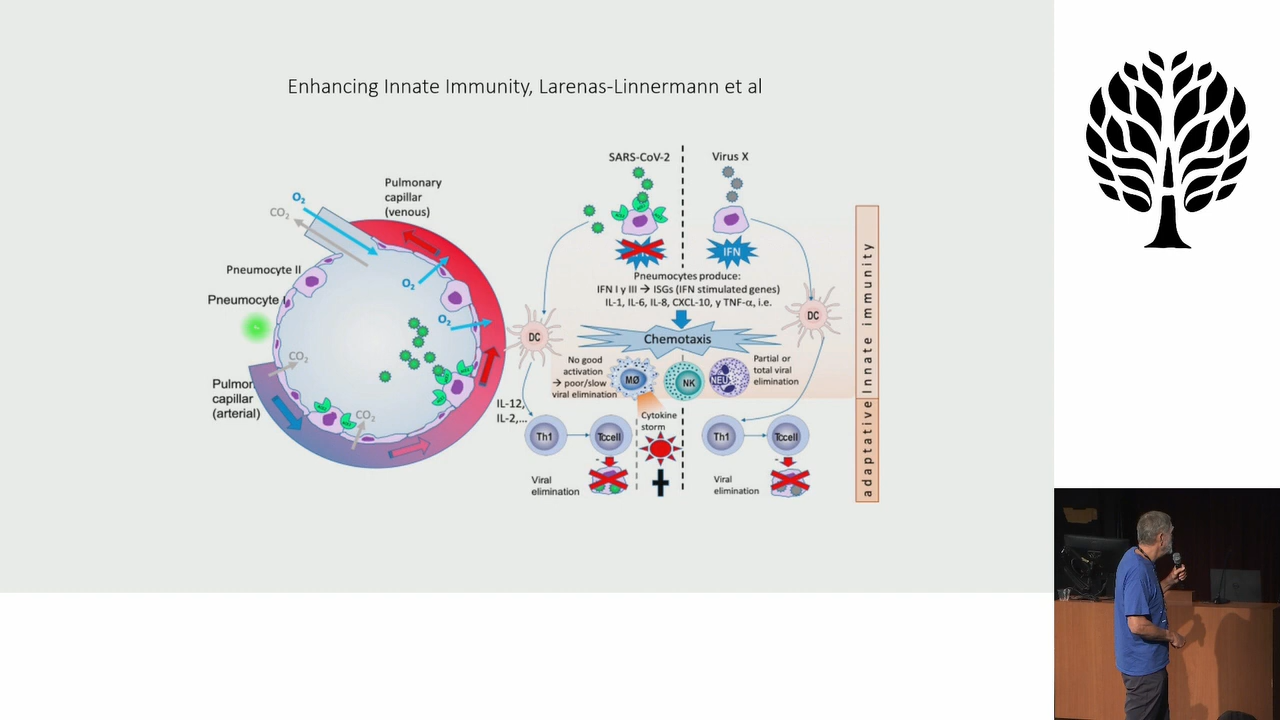 Enhancing Innate Immunity, Larenas-Linnermann et al
Pulmonary
capillar
(venous)
O2
CO2
Pneumocyte II
Pneumocyte I
O2
O2
CO2
Pulmon
capillar
(arterial)
CO2
SARS-CoV-2
Virus X
IFN
Pneumocytes produce:
IFN I y III → ISGs (IFN stimulated genes)
IL-1, IL-6, IL-8, CXCL-10, y TNF-α, i.e.
DC
DC
Chemotaxis
No good
activation
→ poor/slow
viral elimination
MØ
NK
NEU
Partial or
total viral
elimination
IL-12,
IL-2,...
Cytokine
storm
Th1
Tccell
Th1
Tccell
Viral
elimination
Viral
elimination
Innate immunity
adaptative